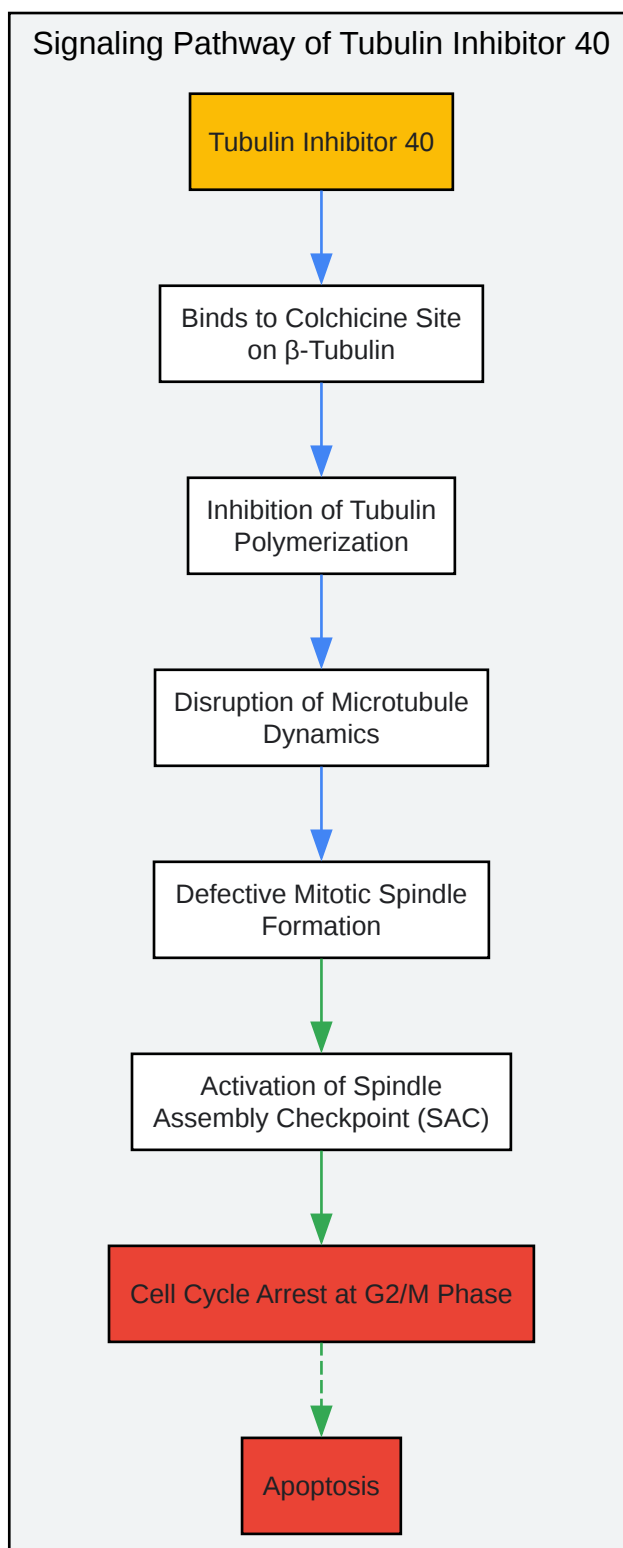 Signaling Pathway of Tubulin Inhibitor 40
Tubulin Inhibitor 40
Binds to Colchicine Site
on β-Tubulin
Inhibition of Tubulin
Polymerization
Disruption of Microtubule
Dynamics
Defective Mitotic Spindle
Formation
Activation of Spindle
Assembly Checkpoint (SAC)
Cell Cycle Arrest at G2/M Phase
Apoptosis